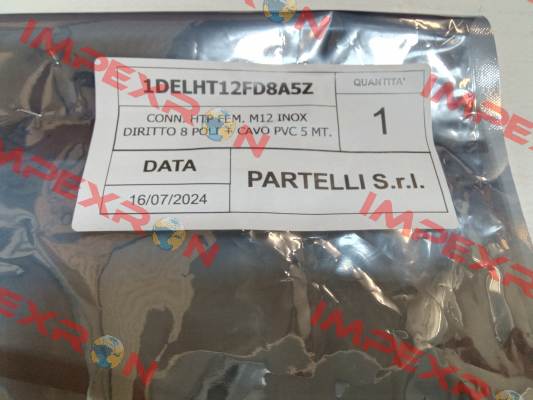 1DELHT12FD8A5Z
QUANTITA'
CONN. HTP FEM. M12 INOX
DIRITTO 8 POLI + CAVO PVC 5 MT.
1
DATA
PARTELLI S.r.l.
16/07/2024
IMPEXRON
IMPEXRON
IMPEXRON
IMPEXRON
IMPEXRON